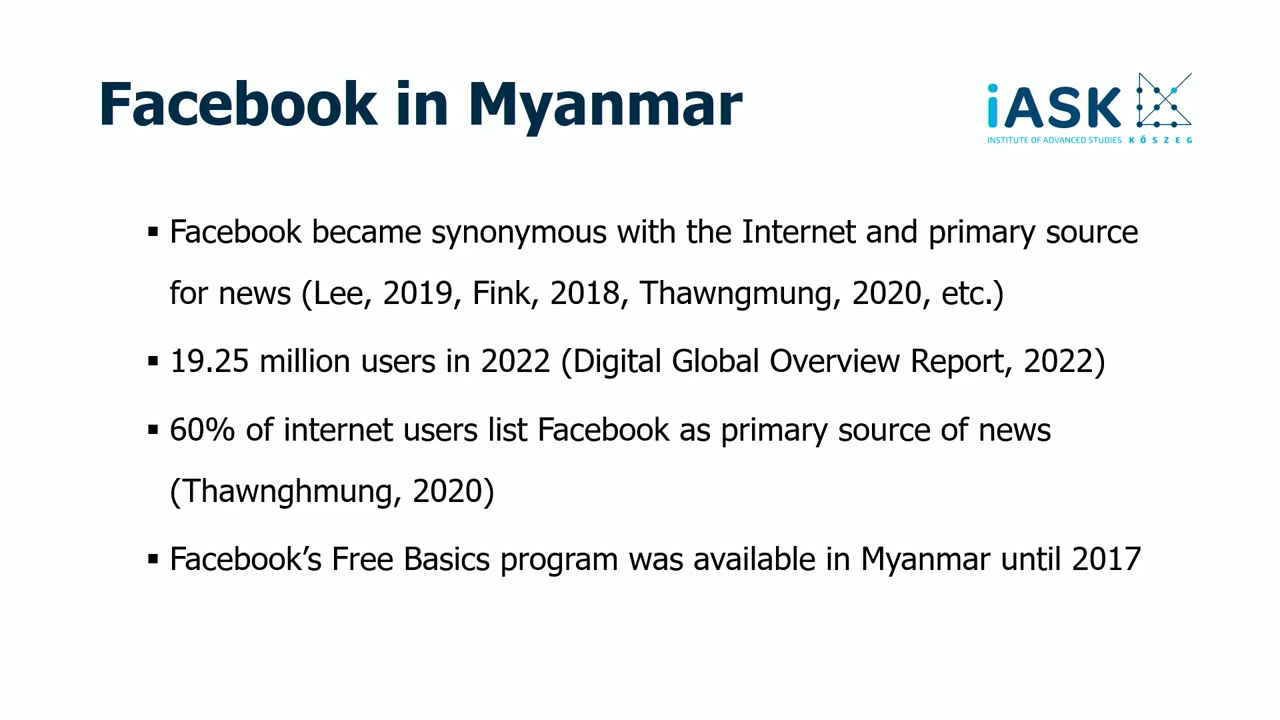 Facebook in Myanmar
iASK
INSTITUTE OF ADVANCED STUDIES KŐSZEG
▪ Facebook became synonymous with the Internet and primary source
for news (Lee, 2019, Fink, 2018, Thawngmung, 2020, etc.)
▪ 19.25 million users in 2022 (Digital Global Overview Report, 2022)
▪ 60% of internet users list Facebook as primary source of news
(Thawnghmung, 2020)
▪ Facebook’s Free Basics program was available in Myanmar until 2017